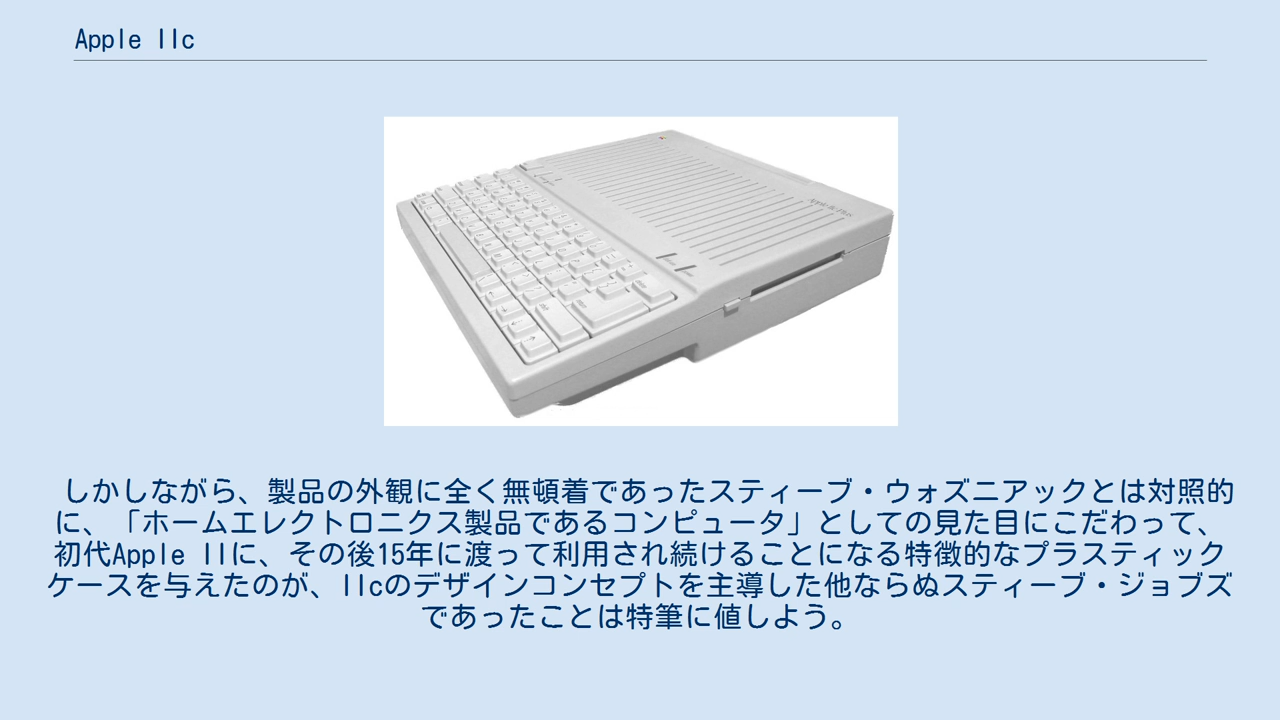 Apple IIc
Apple IIc Plus
しかしながら、製品の外観に全く無頓着であったスティーブ・ウォズニアックとは対照的
に、「ホームエレクトロニクス製品であるコンピュータ」としての見た目にこだわって、
初代Apple IIに、その後15年に渡って利用され続けることになる特徴的なプラスティック
ケースを与えたのが、IIcのデザインコンセプトを主導した他ならぬスティーブ・ジョブズ
であったことは特筆に値しよう。